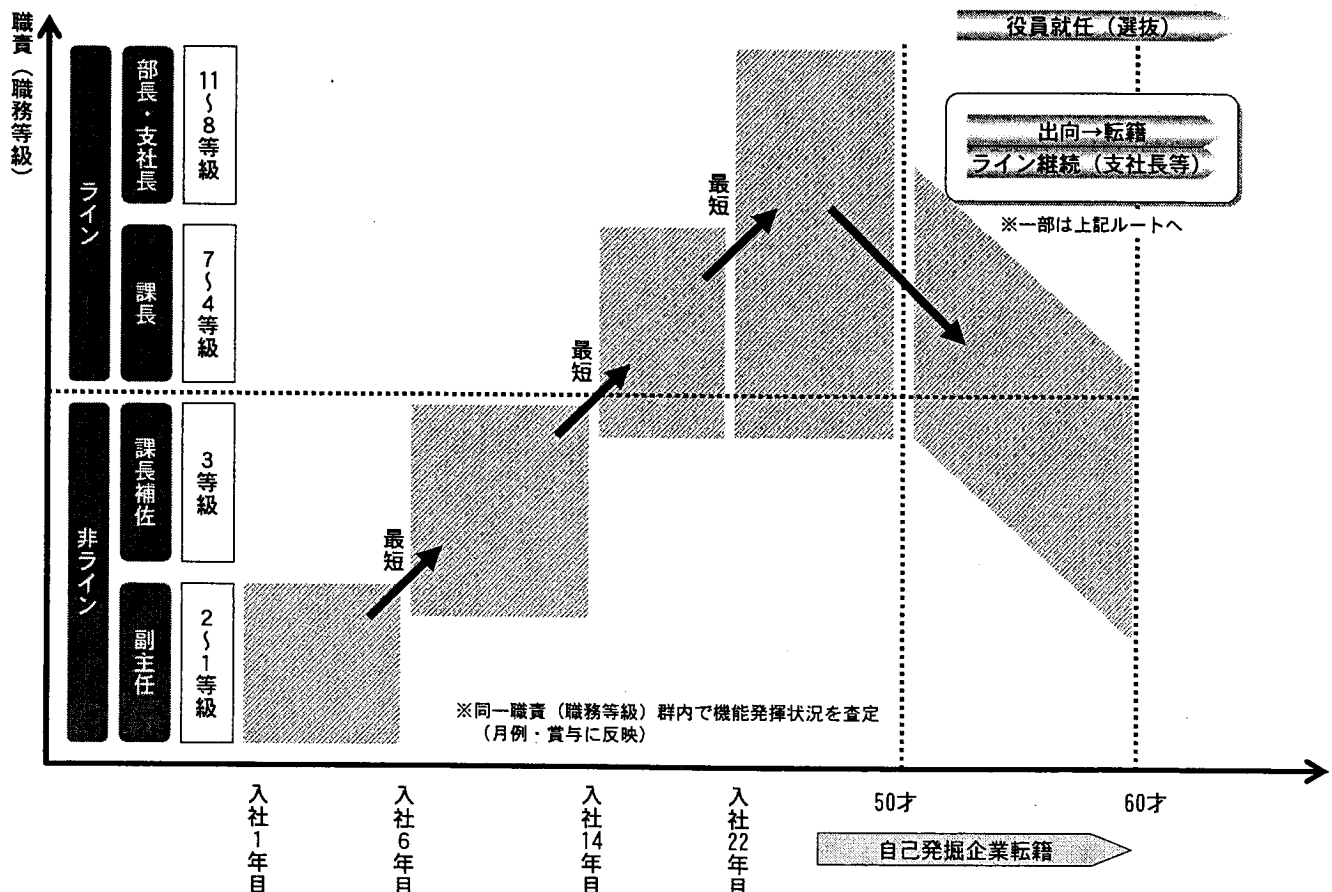 職責（職務等級）
ライン
部長・支社長
11～8等級
課長
7～4等級
非ライン
課長補佐
3等級
副主任
2～1等級
最短
最短
最短
役員就任（選抜）
出向→転籍
ライン継続（支社長等）
※一部は上記ルートへ
※同一職責（職務等級）群内で機能発揮状況を査定
（月例・賞与に反映）
入社1年目
入社6年目
入社14年目
入社22年目
50才
60才
自己発掘企業転籍